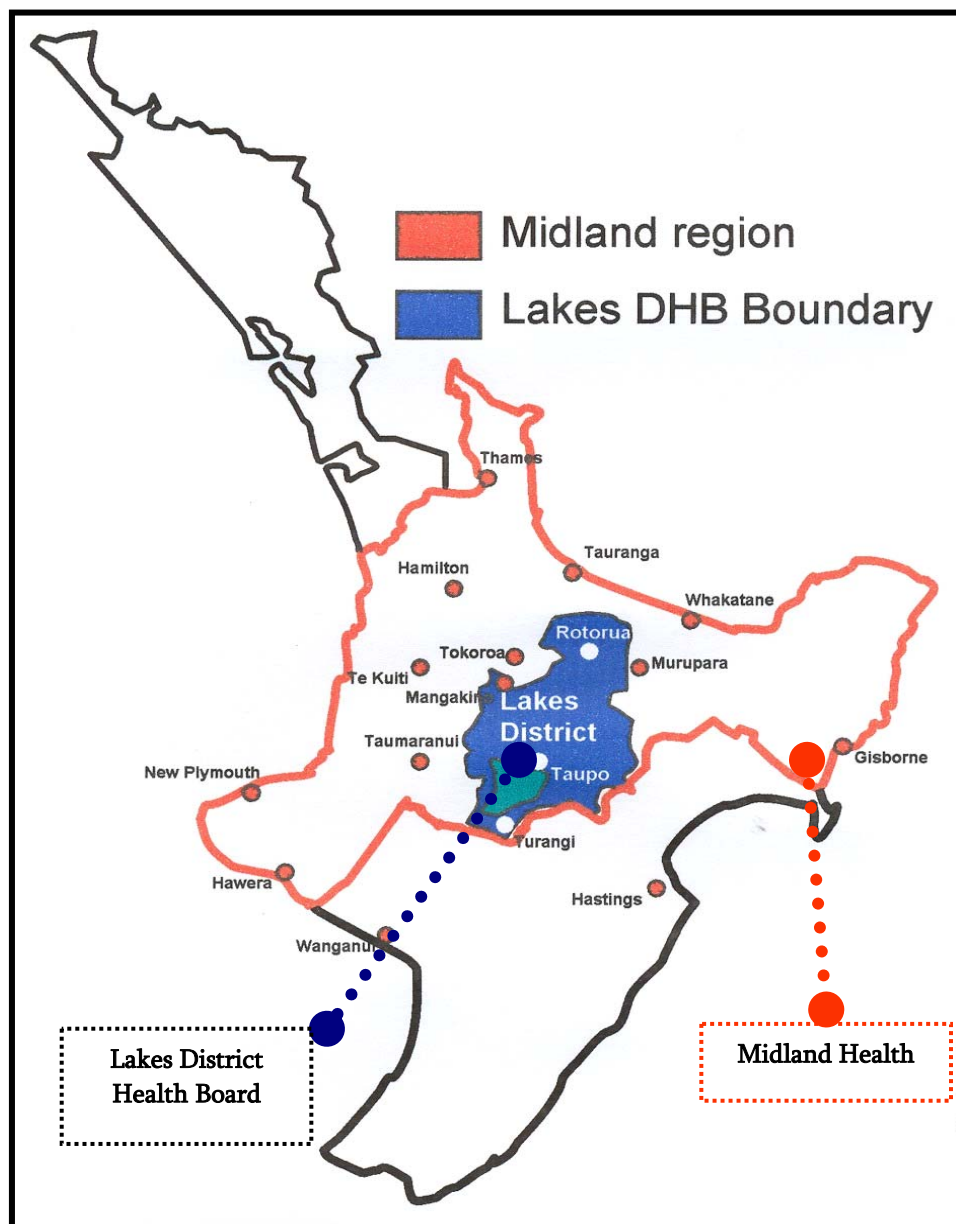 Midland region
Lakes DHB Boundary
Thames
Tauranga
Hamilton
Whakatane
Rotorua
Tokoroa
Murupara
Te Kuiti
Lakes
District
Taumaranui
Gisborne
New Plymouth
Taupo
Turangi
Hawera
Hastings
Lakes District
Health Board
Midland Health